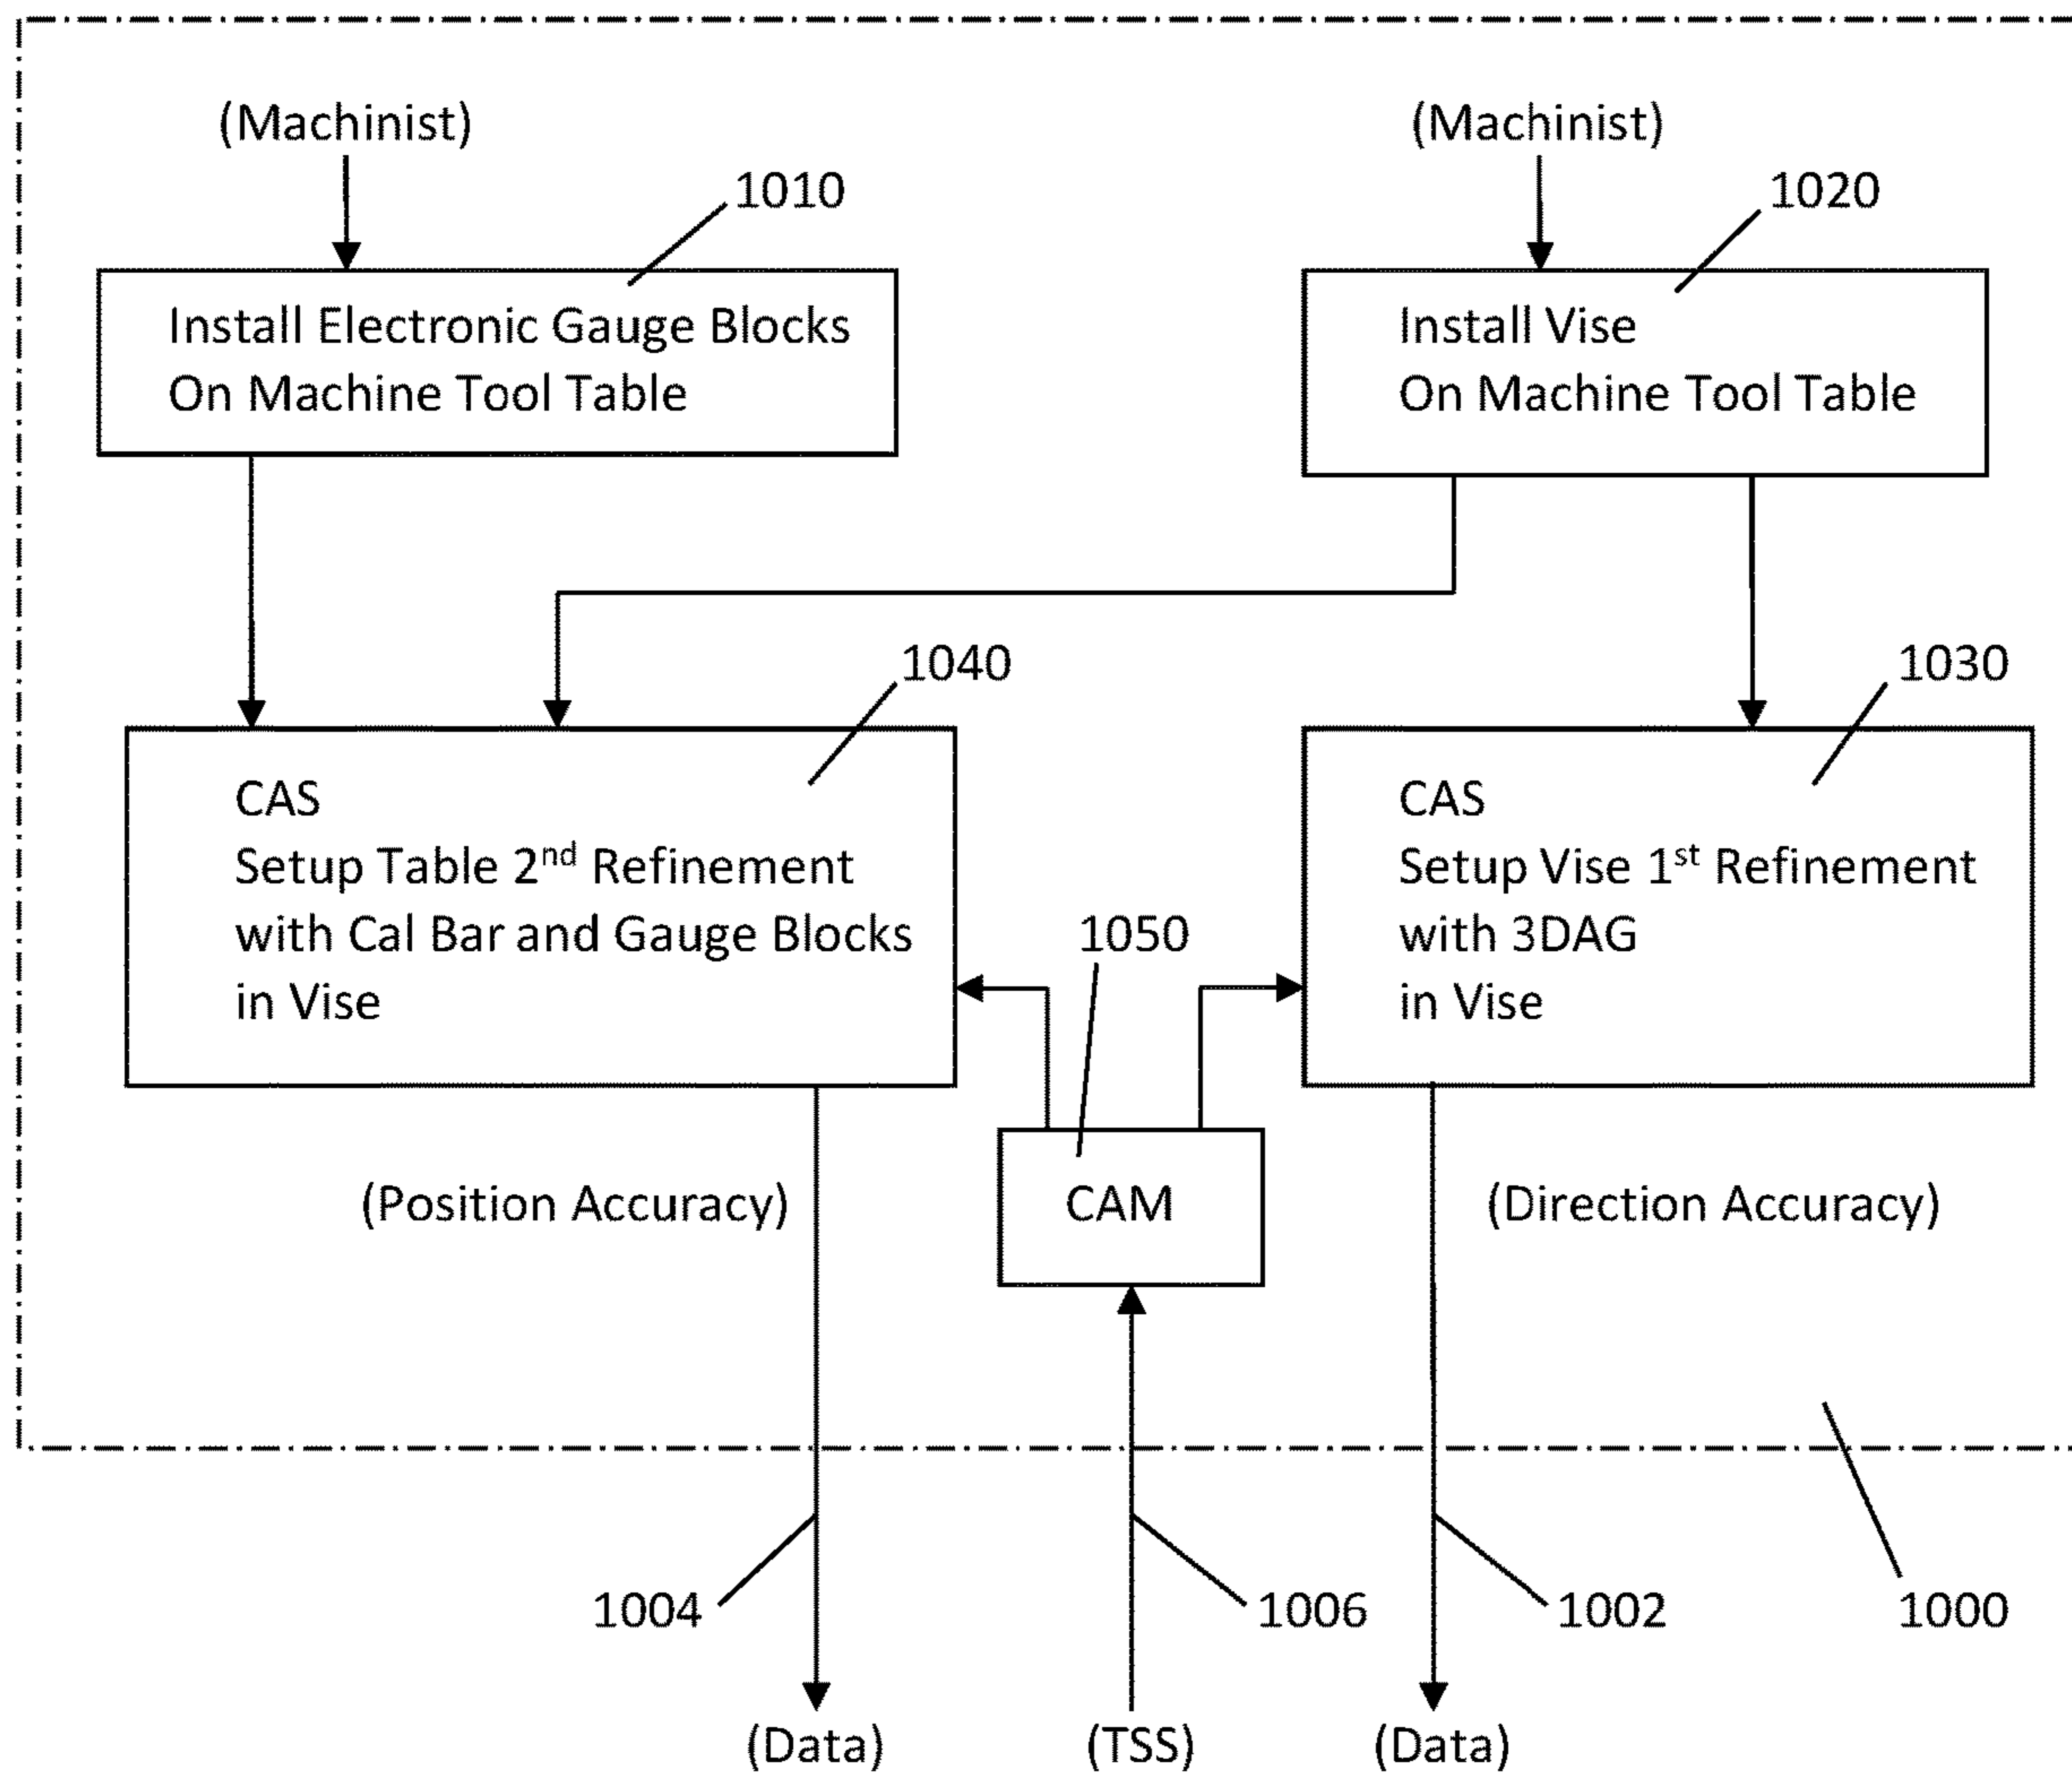 (Machinist)
(Machinist)
1010
1020
Install Electronic Gauge Blocks
On Machine Tool Table
Install Vise
On Machine Tool Table
1040
1030
CAS
Setup Table 2nd Refinement
with Cal Bar and Gauge Blocks
in Vise
1050
CAS
Setup Vise 1st Refinement
with 3DAG
in Vise
(Position Accuracy)
CAM
(Direction Accuracy)
1004
1006
1002
1000
(Data)
(TSS)
(Data)